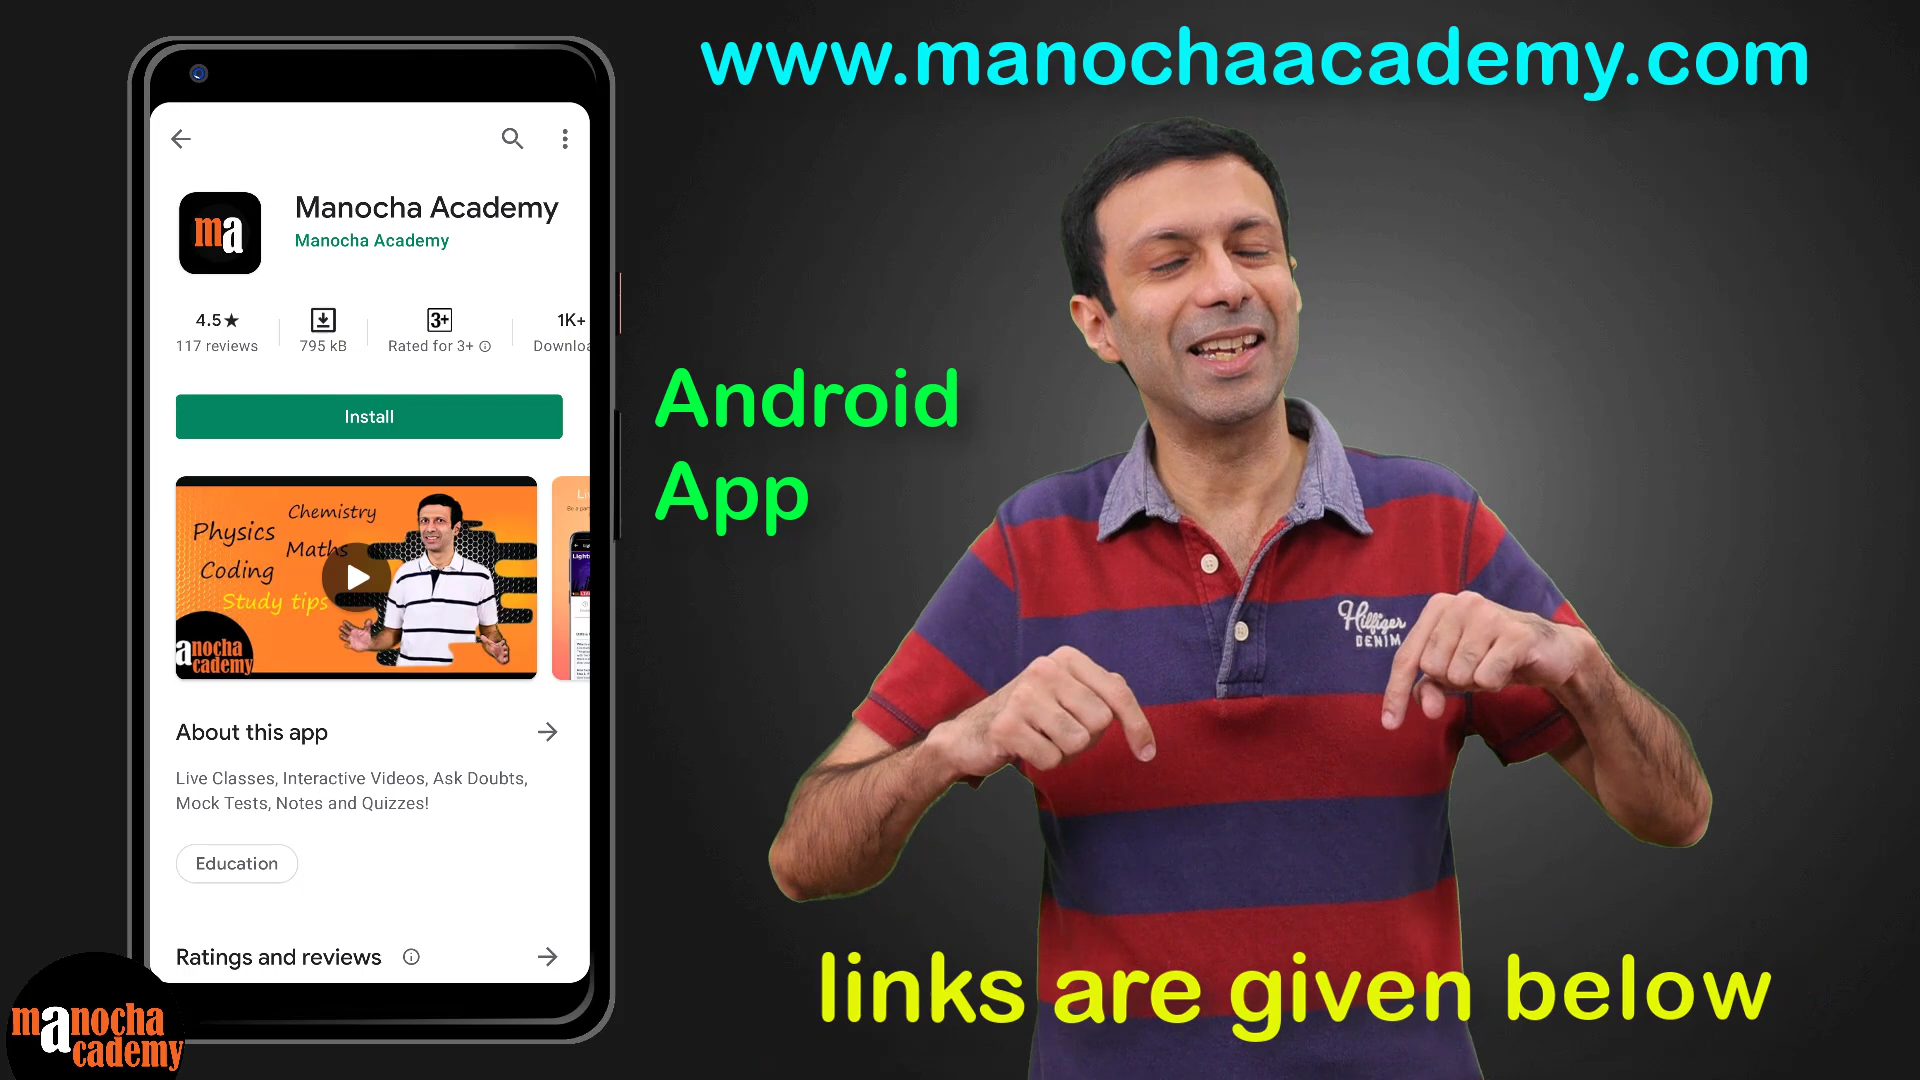 www.manochaacademy.com
ma
Manocha Academy
Manocha Academy
4.5★
117 reviews
795 kB
3+
Rated for 3+
1K+
Install
Chemistry
Physics
Maths
Coding
Study tips
nocha
academy
Android
App
Hilfiger
DENIM
About this app
Live Classes, Interactive Videos, Ask Doubts,
Mock Tests, Notes and Quizzes!
Education
Ratings and reviews
links are given below
manocha
academy